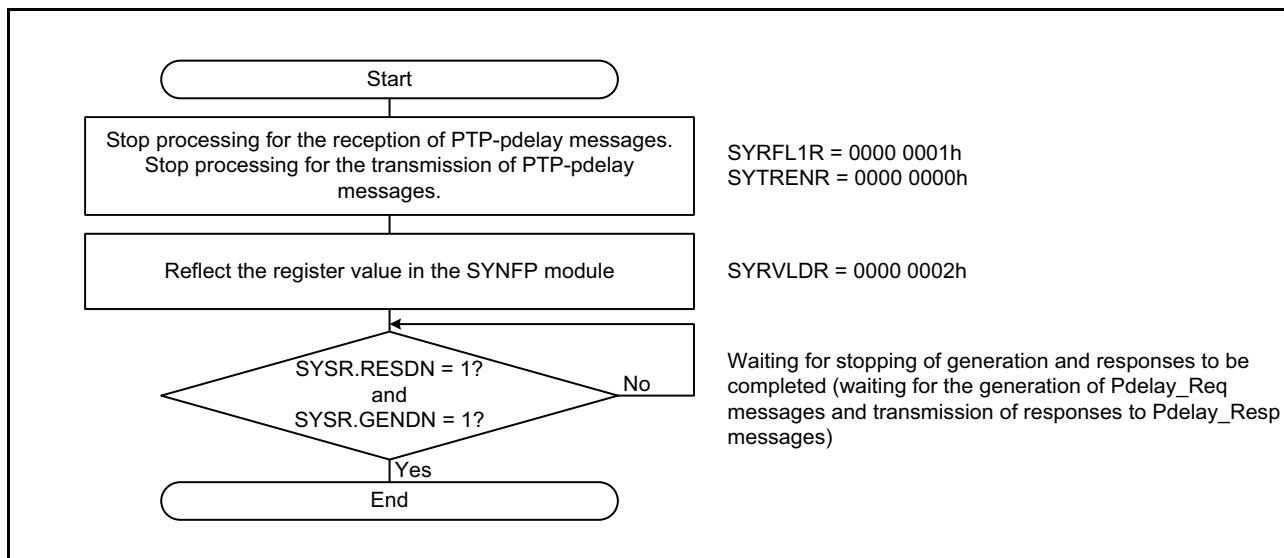 Start
Stop processing for the reception of PTP-pdelay messages.
Stop processing for the transmission of PTP-pdelay
messages.
SYRFL1R = 0000 0001h
SYTRENR = 0000 0000h
Reflect the register value in the SYNFP module
SYRVLDR = 0000 0002h
SYSR.RESDN = 1?
and
SYSR.GENDN = 1?
No
Waiting for stopping of generation and responses to be
completed (waiting for the generation of Pdelay_Req
messages and transmission of responses to Pdelay_Resp
messages)
Yes
End